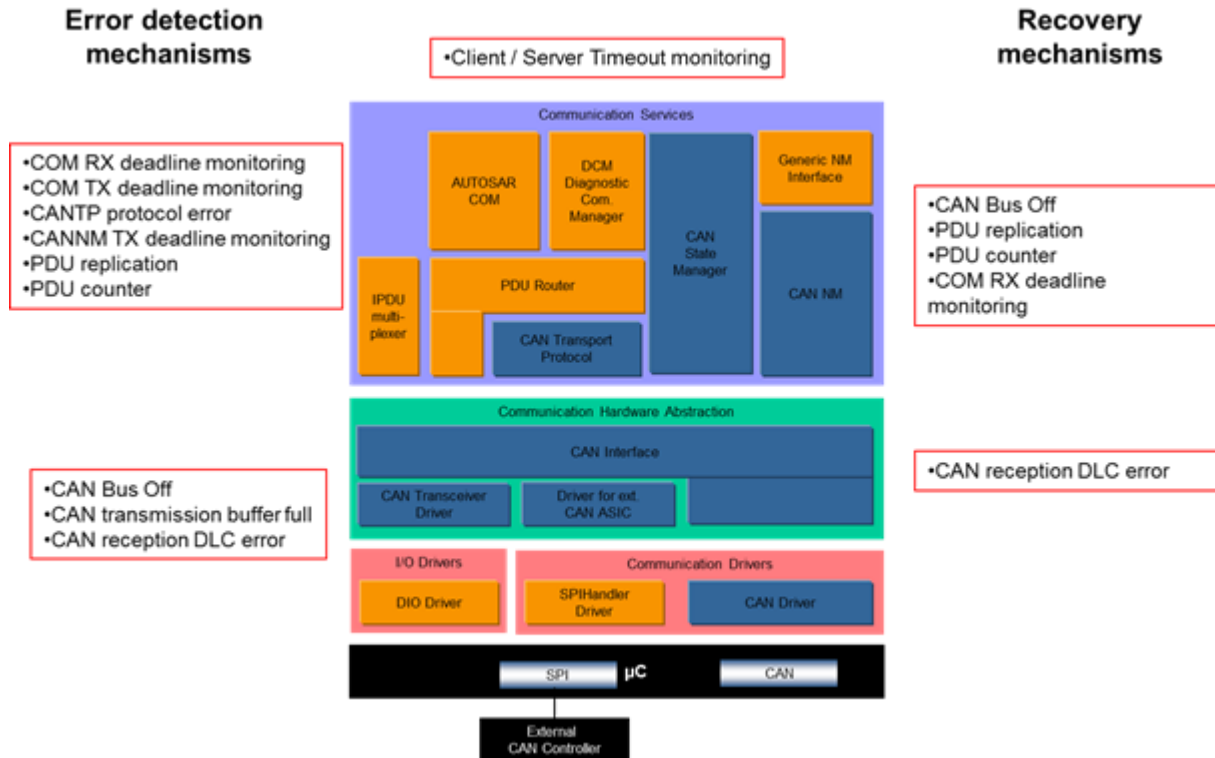 Error detection
mechanisms
Recovery
mechanisms
•Client / Server Timeout monitoring
•COM RX deadline monitoring
•COM TX deadline monitoring
•CANTP protocol error
•CANNM TX deadline monitoring
•PDU replication
•PDU counter
Communication Services
AUTOSAR
COM
DCM
Diagnostic
Com.
Manager
CAN
State
Manager
Generic NM
Interface
IPDU
multi-
plexer
PDU Router
CAN Transport
Protocol
CAN NM
•CAN Bus Off
•PDU replication
•PDU counter
•COM RX deadline
monitoring
•CAN Bus Off
•CAN transmission buffer full
•CAN reception DLC error
Communication Hardware Abstraction
CAN Interface
CAN Transceiver
Driver
Driver for ext.
CAN ASIC
•CAN reception DLC error
I/O Drivers
DIO Driver
Communication Drivers
SPIHandler
Driver
CAN Driver
SPI
µC
CAN
External
CAN Controller